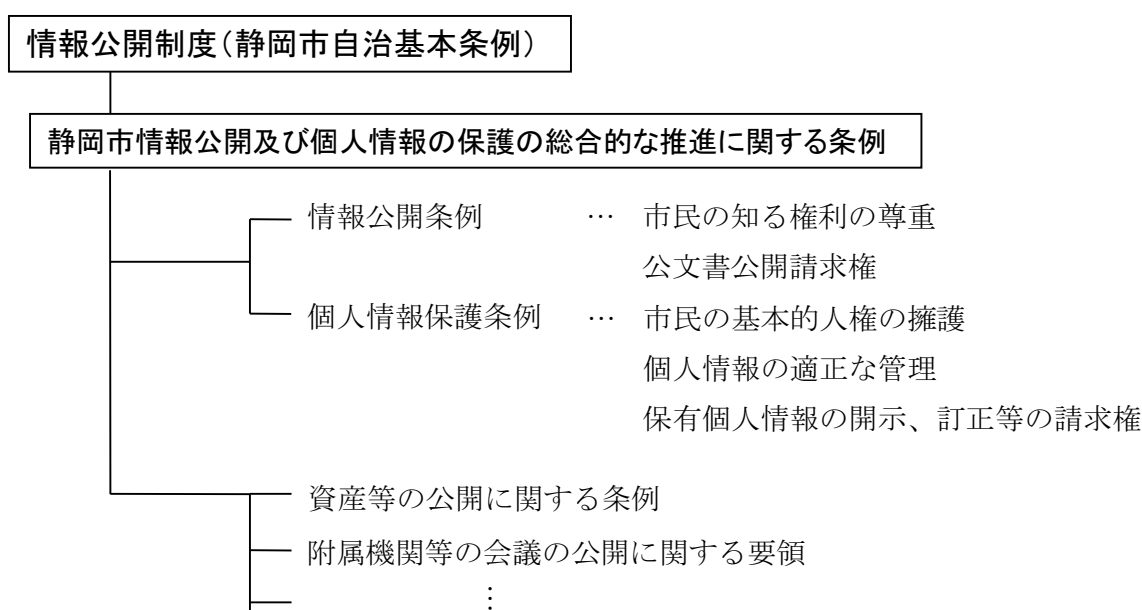 情報公開制度(静岡市自治基本条例)
静岡市情報公開及び個人情報の保護の総合的な推進に関する条例
情報公開条例 … 市民の知る権利の尊重
公文書公開請求権
個人情報保護条例 … 市民の基本的人権の擁護
個人情報の適正な管理
保有個人情報の開示、訂正等の請求権
資産等の公開に関する条例
附属機関等の会議の公開に関する要領
⋮